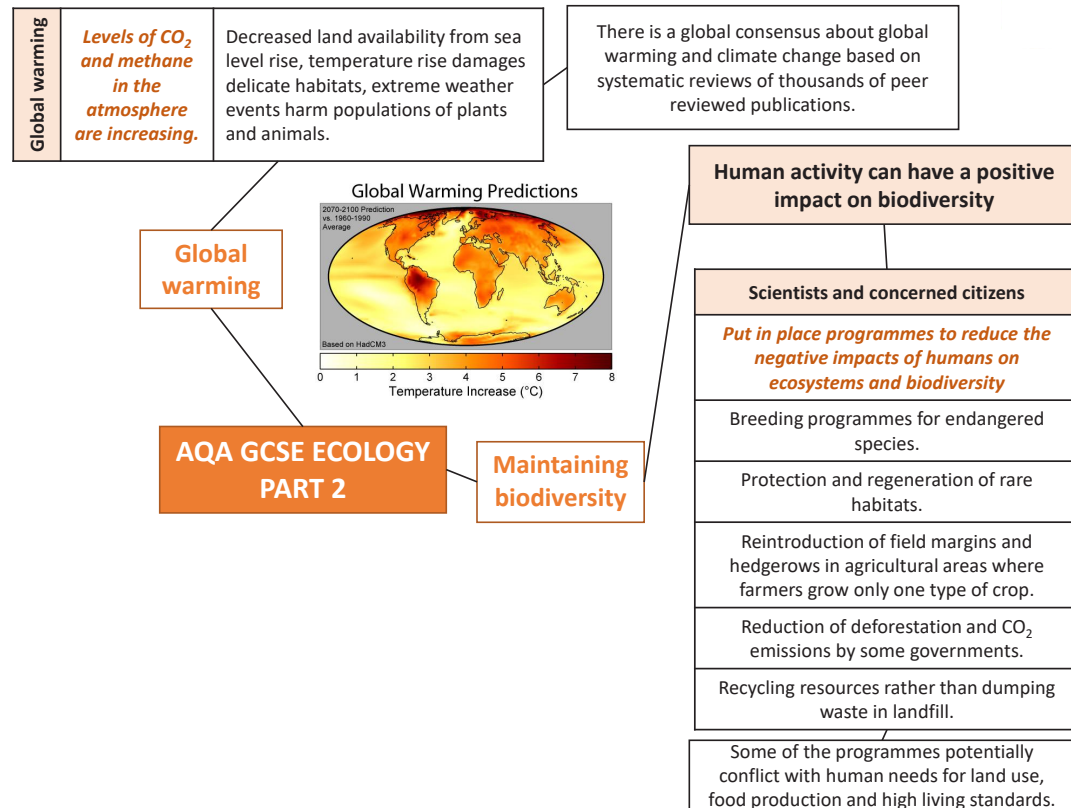 Global warming
Levels of CO₂
and methane
in the
atmosphere
are increasing.
Decreased land availability from sea
level rise, temperature rise damages
delicate habitats, extreme weather
events harm populations of plants
and animals.
There is a global consensus about global
warming and climate change based on
systematic reviews of thousands of peer
reviewed publications.
Global
warming
Global Warming Predictions
2070-2100 Prediction
vs. 1960-1990
Average
Based on HadCM3
0 1 2 3 4 5 6 7 8
Temperature Increase (°C)
AQA GCSE ECOLOGY
PART 2
Maintaining
biodiversity
Human activity can have a positive
impact on biodiversity
Scientists and concerned citizens
Put in place programmes to reduce the
negative impacts of humans on
ecosystems and biodiversity
Breeding programmes for endangered
species.
Protection and regeneration of rare
habitats.
Reintroduction of field margins and
hedgerows in agricultural areas where
farmers grow only one type of crop.
Reduction of deforestation and CO₂
emissions by some governments.
Recycling resources rather than dumping
waste in landfill.
Some of the programmes potentially
conflict with human needs for land use,
food production and high living standards.